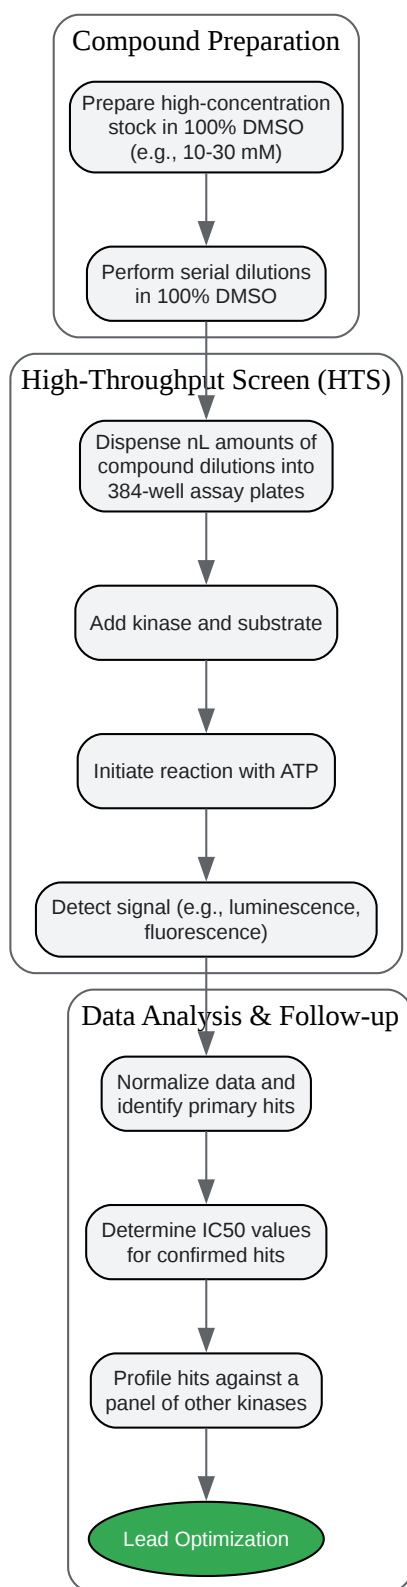 Compound Preparation
Prepare high-concentration
stock in 100% DMSO
(e.g., 10-30 mM)
Perform serial dilutions
in 100% DMSO
High-Throughput Screen (HTS)
Dispense nL amounts of
compound dilutions into
384-well assay plates
Add kinase and substrate
Initiate reaction with ATP
Detect signal (e.g., luminescence,
fluorescence)
Data Analysis & Follow-up
Normalize data and
identify primary hits
Determine IC50 values
for confirmed hits
Profile hits against a
panel of other kinases
Lead Optimization